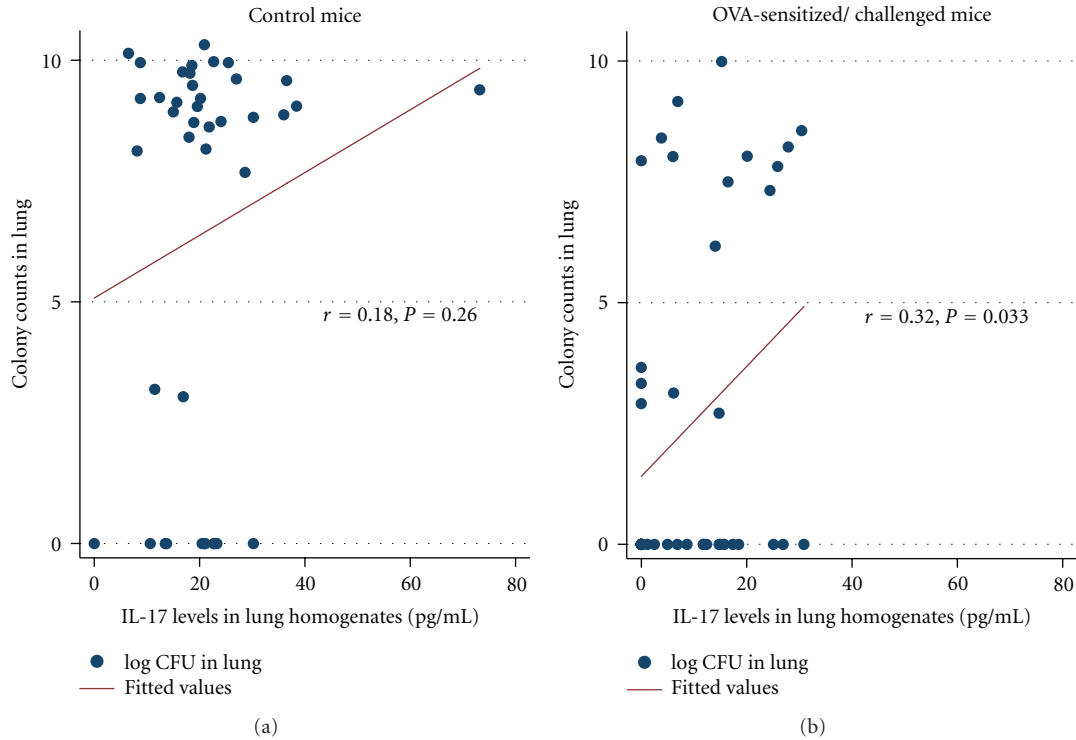 Control mice
10
5
0
Colony counts in lung
r = 0.18, P = 0.26
0 20 40 60 80
IL-17 levels in lung homogenates (pg/mL)
log CFU in lung
Fitted values
(a)
OVA-sensitized/ challenged mice
10
5
0
Colony counts in lung
r = 0.32, P = 0.033
0 20 40 60 80
IL-17 levels in lung homogenates (pg/mL)
log CFU in lung
Fitted values
(b)